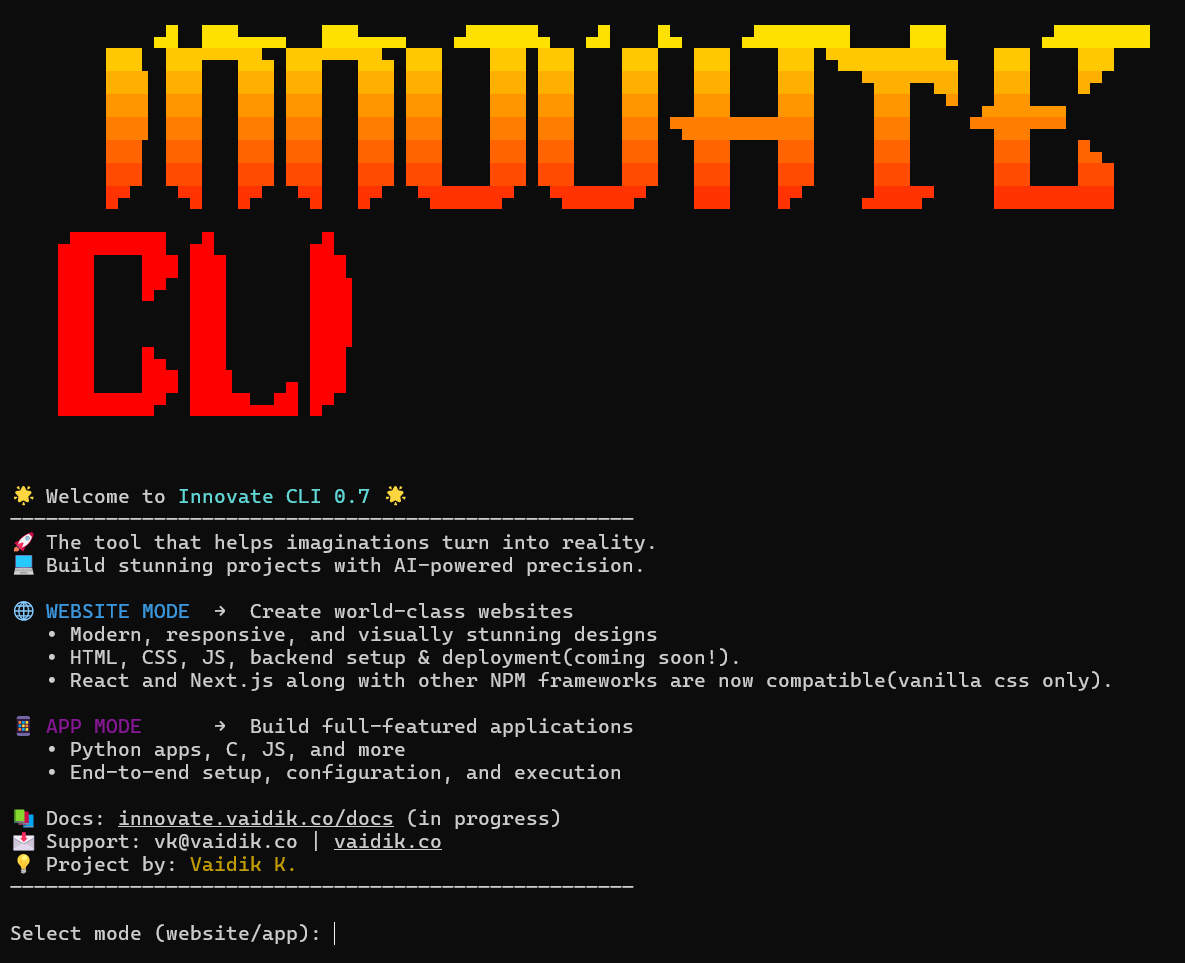 INNOVATE
CLI
🌟 Welcome to Innovate CLI 0.7 🌟
🚀 The tool that helps imaginations turn into reality.
💻 Build stunning projects with AI-powered precision.
🌐 WEBSITE MODE → Create world-class websites
• Modern, responsive, and visually stunning designs
• HTML, CSS, JS, backend setup & deployment(coming soon!).
• React and Next.js along with other NPM frameworks are now compatible(vanilla css only).
📱 APP MODE → Build full-featured applications
• Python apps, C, JS, and more
• End-to-end setup, configuration, and execution
📚 Docs: innovate.vaidik.co/docs (in progress)
📩 Support: vk@vaidik.co | vaidik.co
💡 Project by: Vaidik K.
Select mode (website/app):